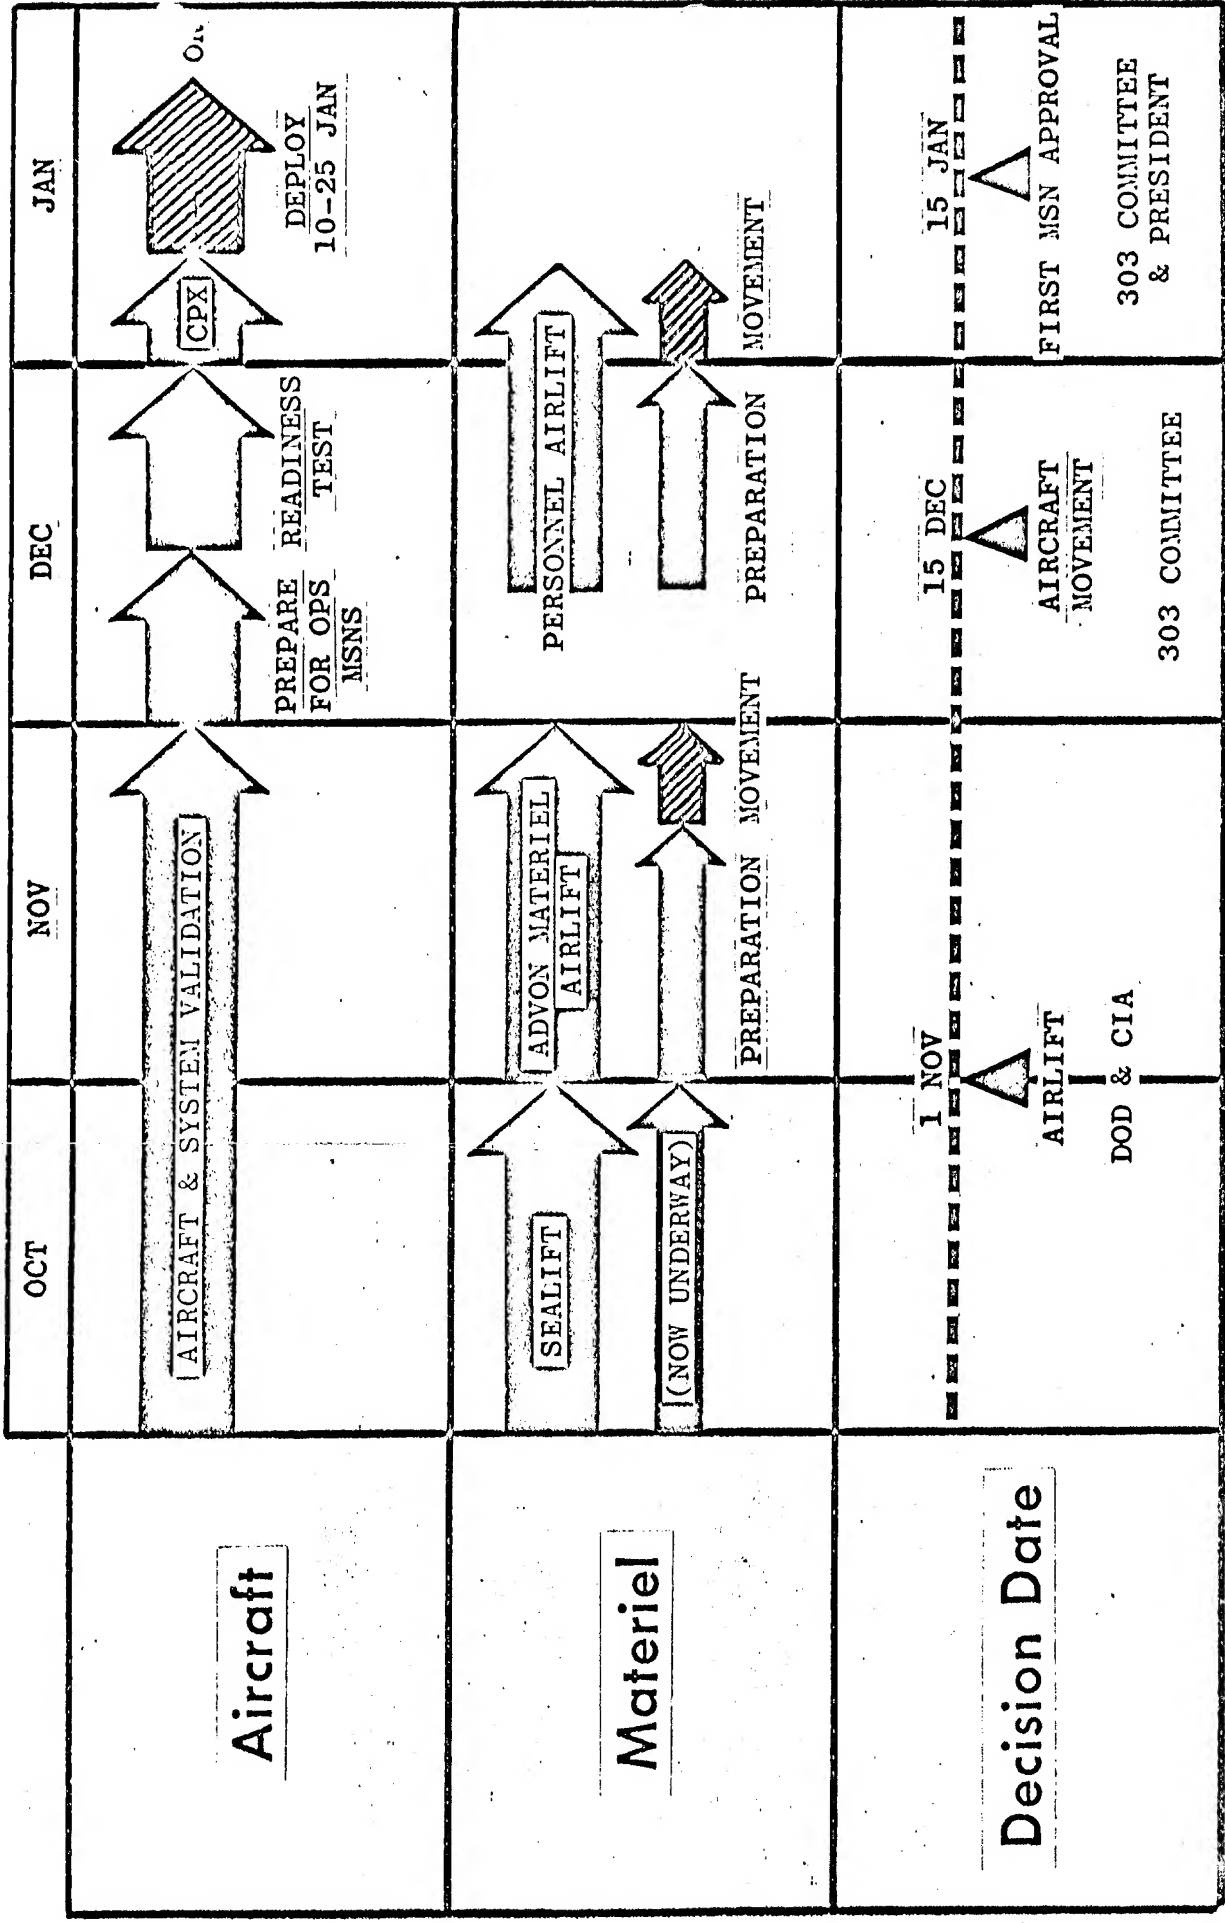 OCT
NOV
DEC
JAN
Aircraft
AIRCRAFT & SYSTEM VALIDATION
PREPARE
FOR OPS
MSNS
READINESS
TEST
CPX
DEPLOY
10-25 JAN
Materiel
SEALIFT
(NOW UNDERWAY)
ADVON MATERIEL
AIRLIFT
PREPARATION
MOVEMENT
PERSONNEL AIRLIFT
PREPARATION
MOVEMENT
Decision Date
1 NOV
AIRLIFT
DOD & CIA
15 DEC
AIRCRAFT
MOVEMENT
303 COMMITTEE
15 JAN
FIRST MSN APPROVAL
303 COMMITTEE
& PRESIDENT